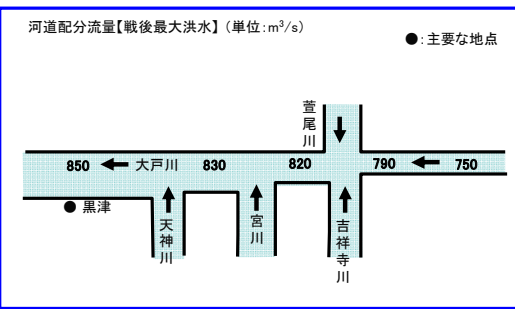 河道配分流量【戦後最大洪水】（単位:m³/s）
●:主要な地点
萱尾川
850 大戸川 830 820 790 750
● 黒津
天神川
宮川
吉祥寺川